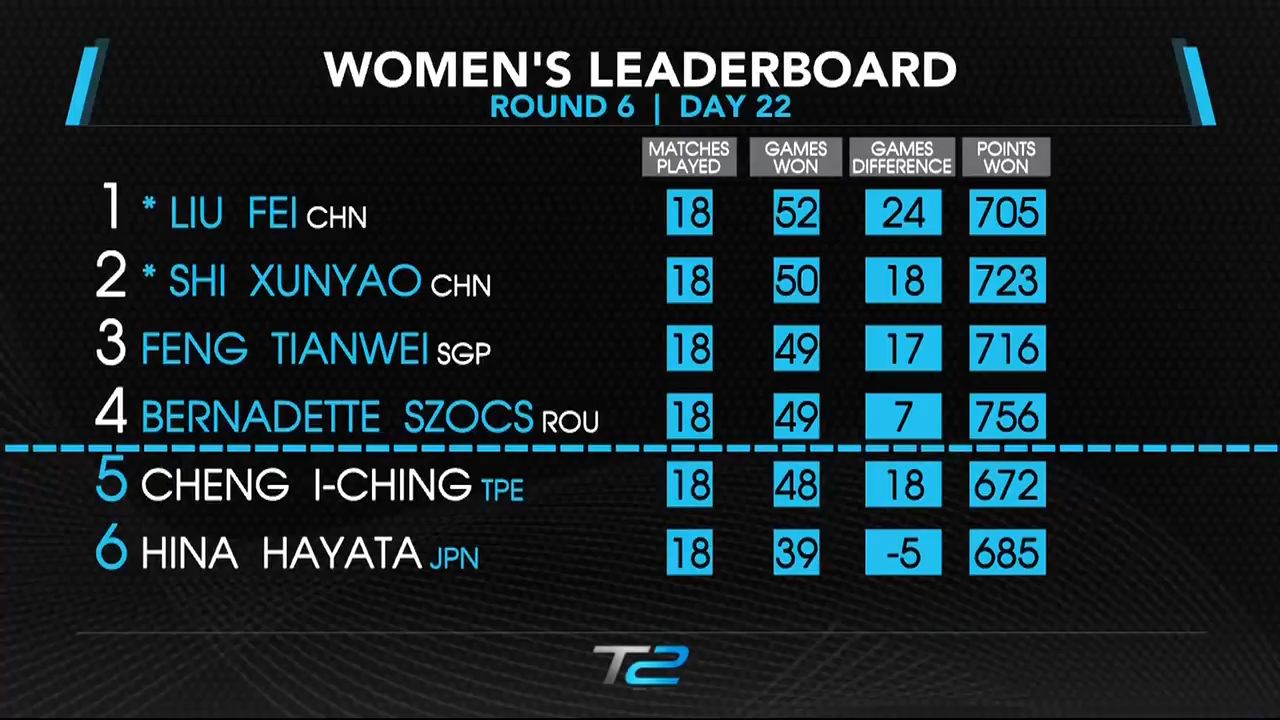 WOMEN'S LEADERBOARD
ROUND 6 | DAY 22
MATCHES PLAYED GAMES WON GAMES DIFFERENCE POINTS WON
1 * LIU FEI CHN 18 52 24 705
2 * SHI XUNYAO CHN 18 50 18 723
3 FENG TIANWEI SGP 18 49 17 716
4 BERNADETTE SZOCS ROU 18 49 7 756
5 CHENG I-CHING TPE 18 48 18 672
6 HINA HAYATA JPN 18 39 -5 685
T2